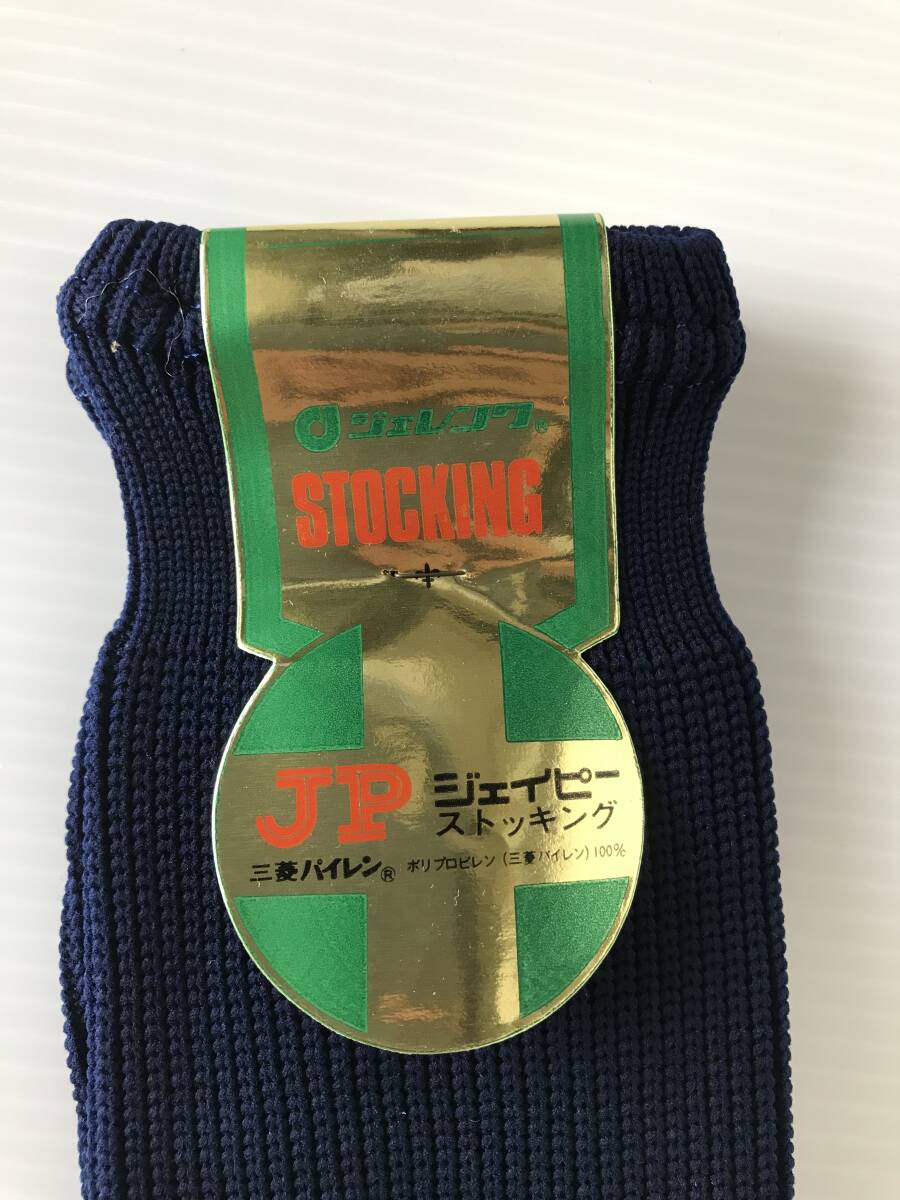 ジェレンク®
STOCKING
JP ジェイピー
ストッキング
三菱パイレン® ポリプロピレン (三菱パイレン) 100%